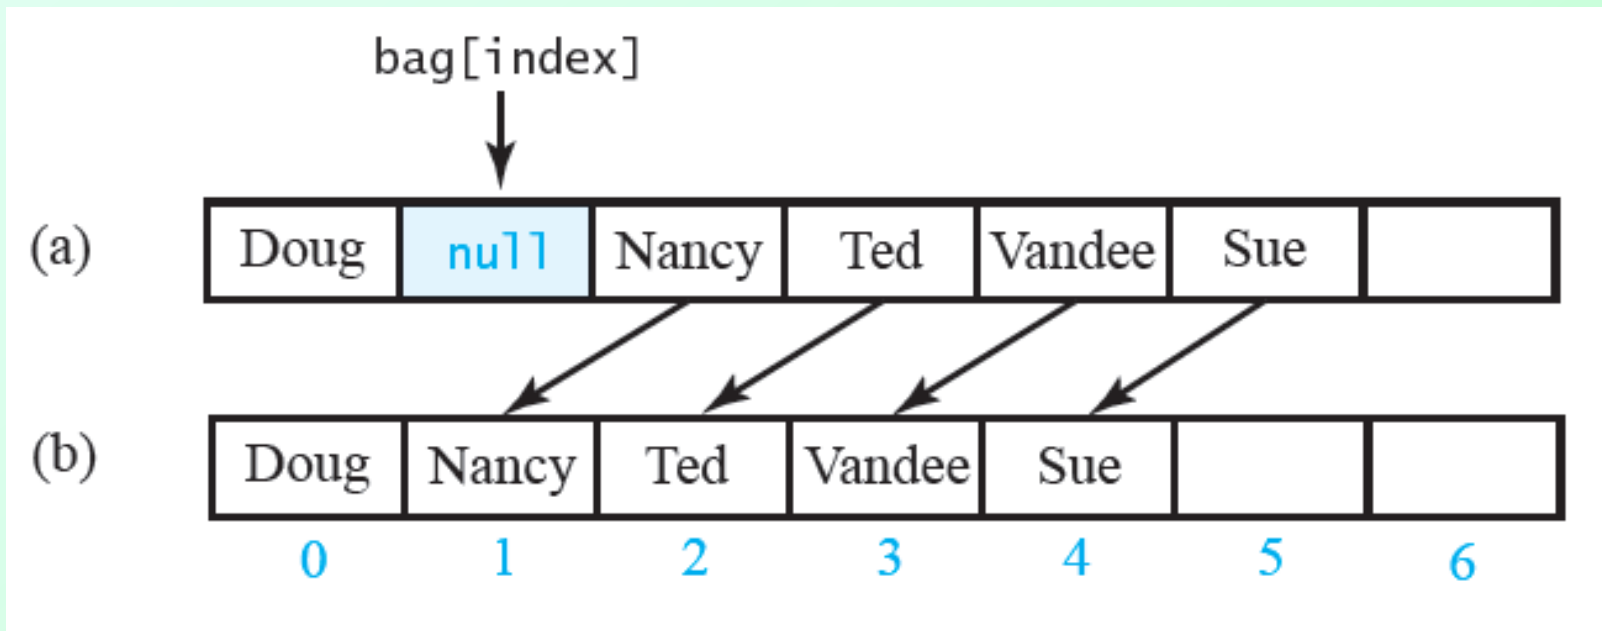 bag[index]
(a) Doug null Nancy Ted Vandee Sue
(b) Doug Nancy Ted Vandee Sue
0 1 2 3 4 5 6